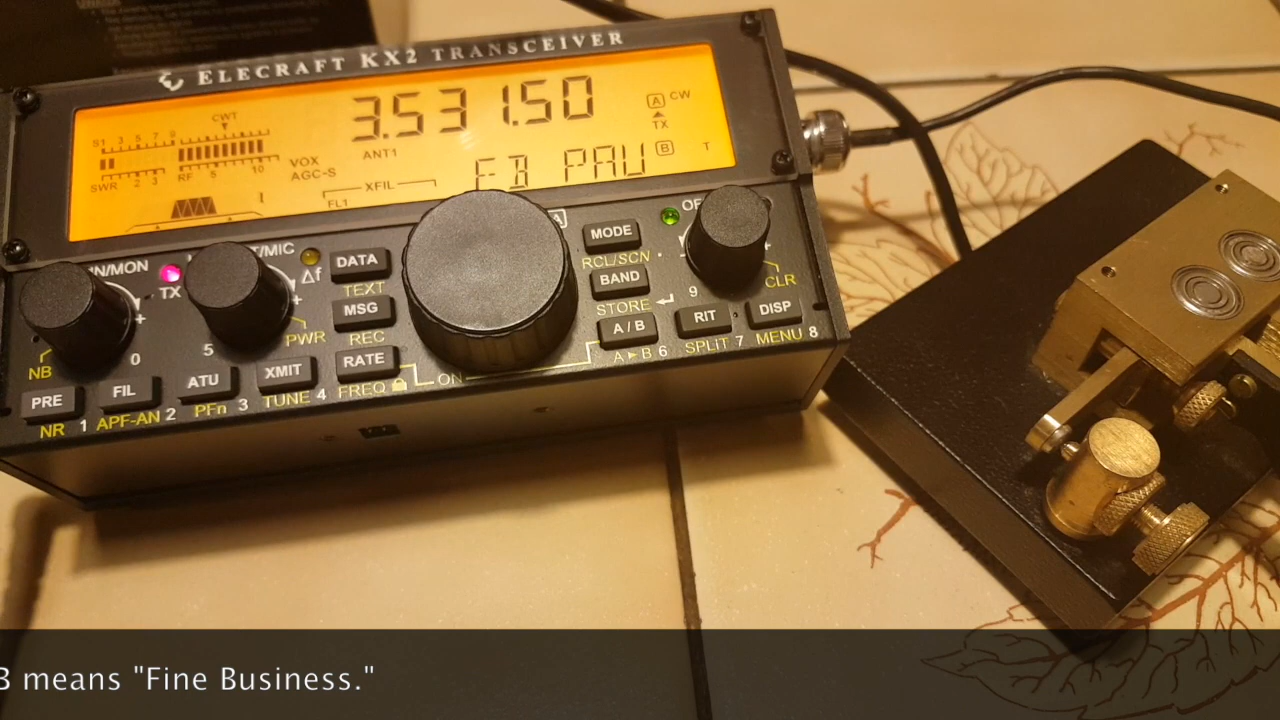 ELECRAFT KX2 TRANSCEIVER
3.531.50
CWT
S1 3 5 7 9
SWR 2 3
RF 5 10
VOX
AGC-S
ANT1
A CW
TX
B T
FB PAU
XFIL
FL1
N/MON
TX
T/MIC
Δf
+
+
NB
0
5
PWR
DATA
TEXT
MSG
REC
RATE
FREQ
ON
A
MODE
RCL/SCN
BAND
STORE
9
A/B
A▸B 6
RIT
SPLIT 7
DISP
MENU 8
OF
+
CLR
PRE
NR 1
FIL
APF-AN 2
ATU
PFn 3
XMIT
TUNE 4
B means "Fine Business."